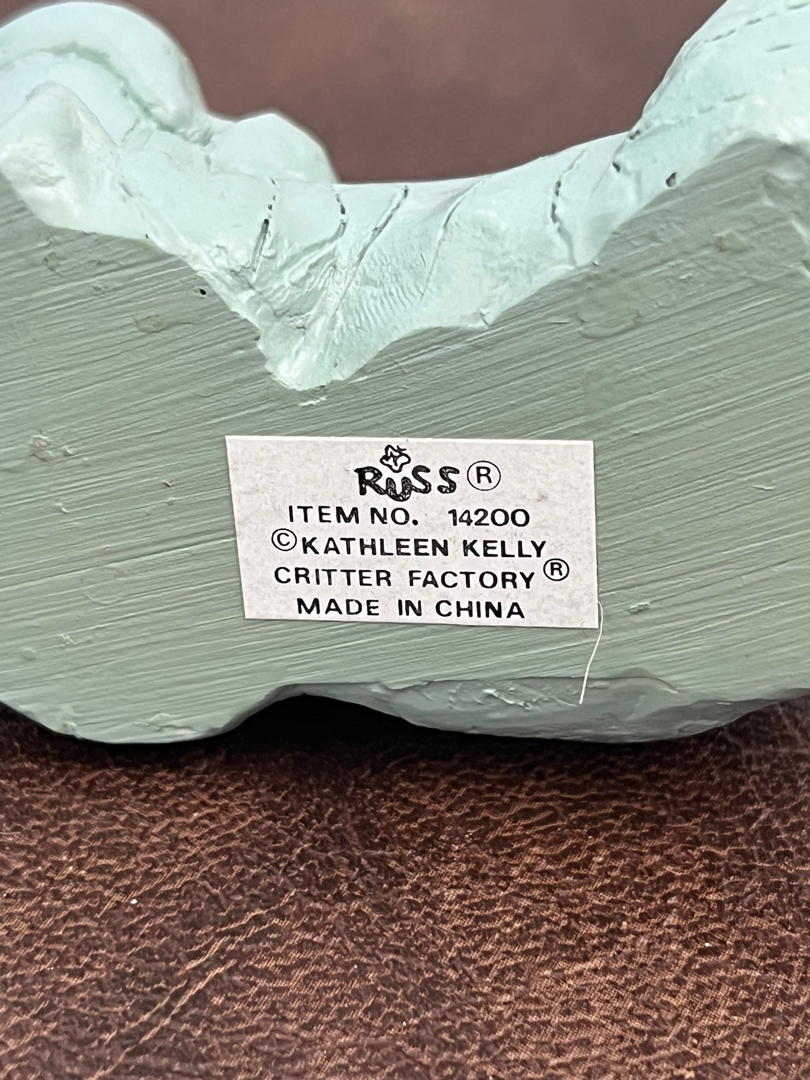 RUSS®
ITEM NO. 14200
©KATHLEEN KELLY
CRITTER FACTORY®
MADE IN CHINA